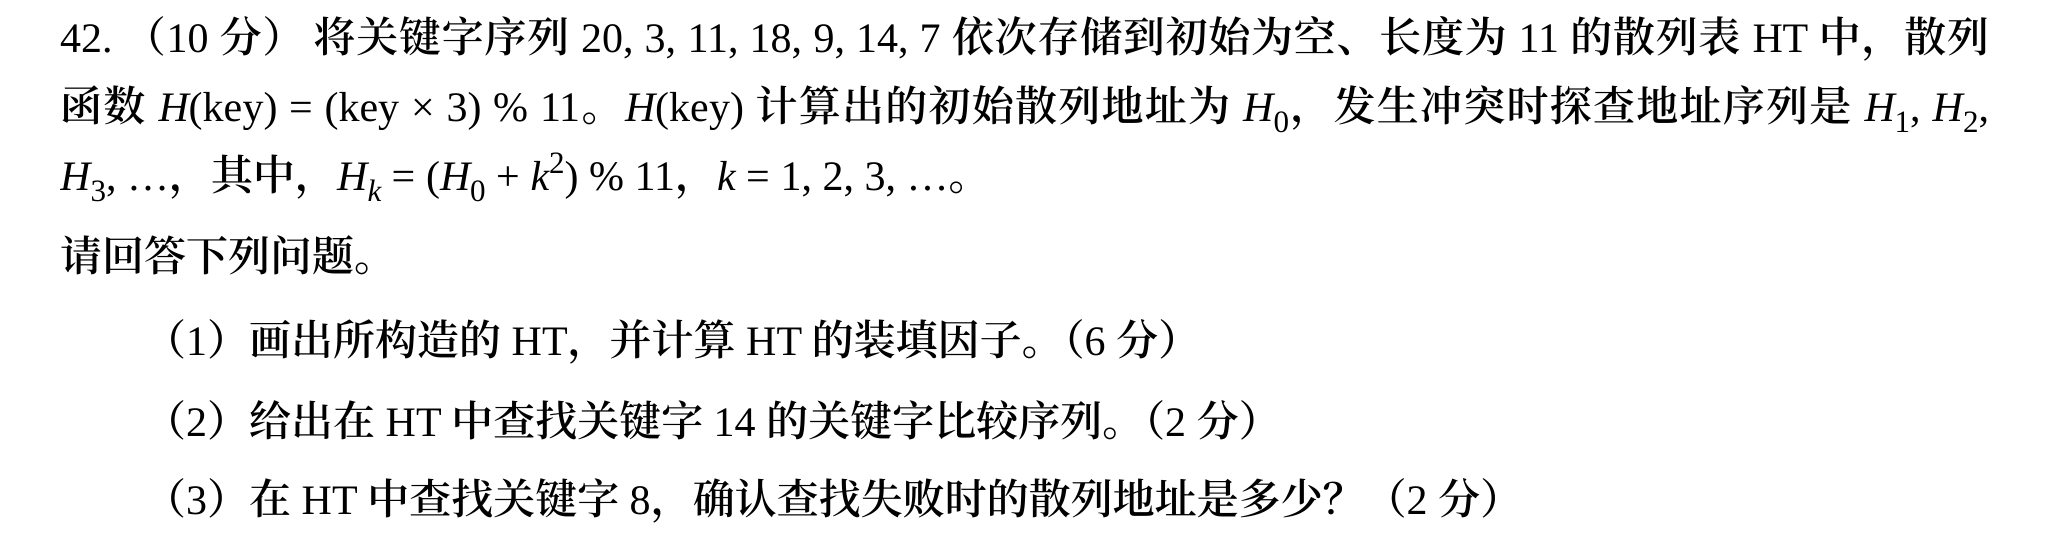 42. （10 分） 将关键字序列 20, 3, 11, 18, 9, 14, 7 依次存储到初始为空、长度为 11 的散列表 HT 中，散列
函数 H(key) = (key × 3) % 11。H(key) 计算出的初始散列地址为 H₀，发生冲突时探查地址序列是 H₁, H₂,
H₃, …，其中，Hₖ = (H₀ + k²) % 11，k = 1, 2, 3, …。
请回答下列问题。
（1）画出所构造的 HT，并计算 HT 的装填因子。（6 分）
（2）给出在 HT 中查找关键字 14 的关键字比较序列。（2 分）
（3）在 HT 中查找关键字 8，确认查找失败时的散列地址是多少？（2 分）